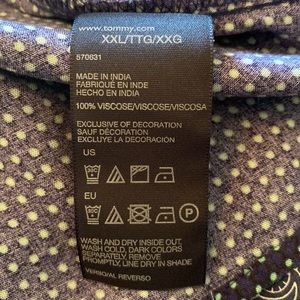 www.tommy.com
XXL/TTG/XXG
570631
MADE IN INDIA
FABRIQUÉ EN INDE
HECHO EN INDIA
100% VISCOSE/VISCOSE/VISCOSA
EXCLUSIVE OF DECORATION
SAUF DÉCORATION
EXCLUYE LA DECORACIÓN
US
EU
WASH AND DRY INSIDE OUT,
WASH COLD, DARK COLORS
SEPARATELY, REMOVE
PROMPTLY, LINE DRY IN SHADE
VERSO/AL REVERSO